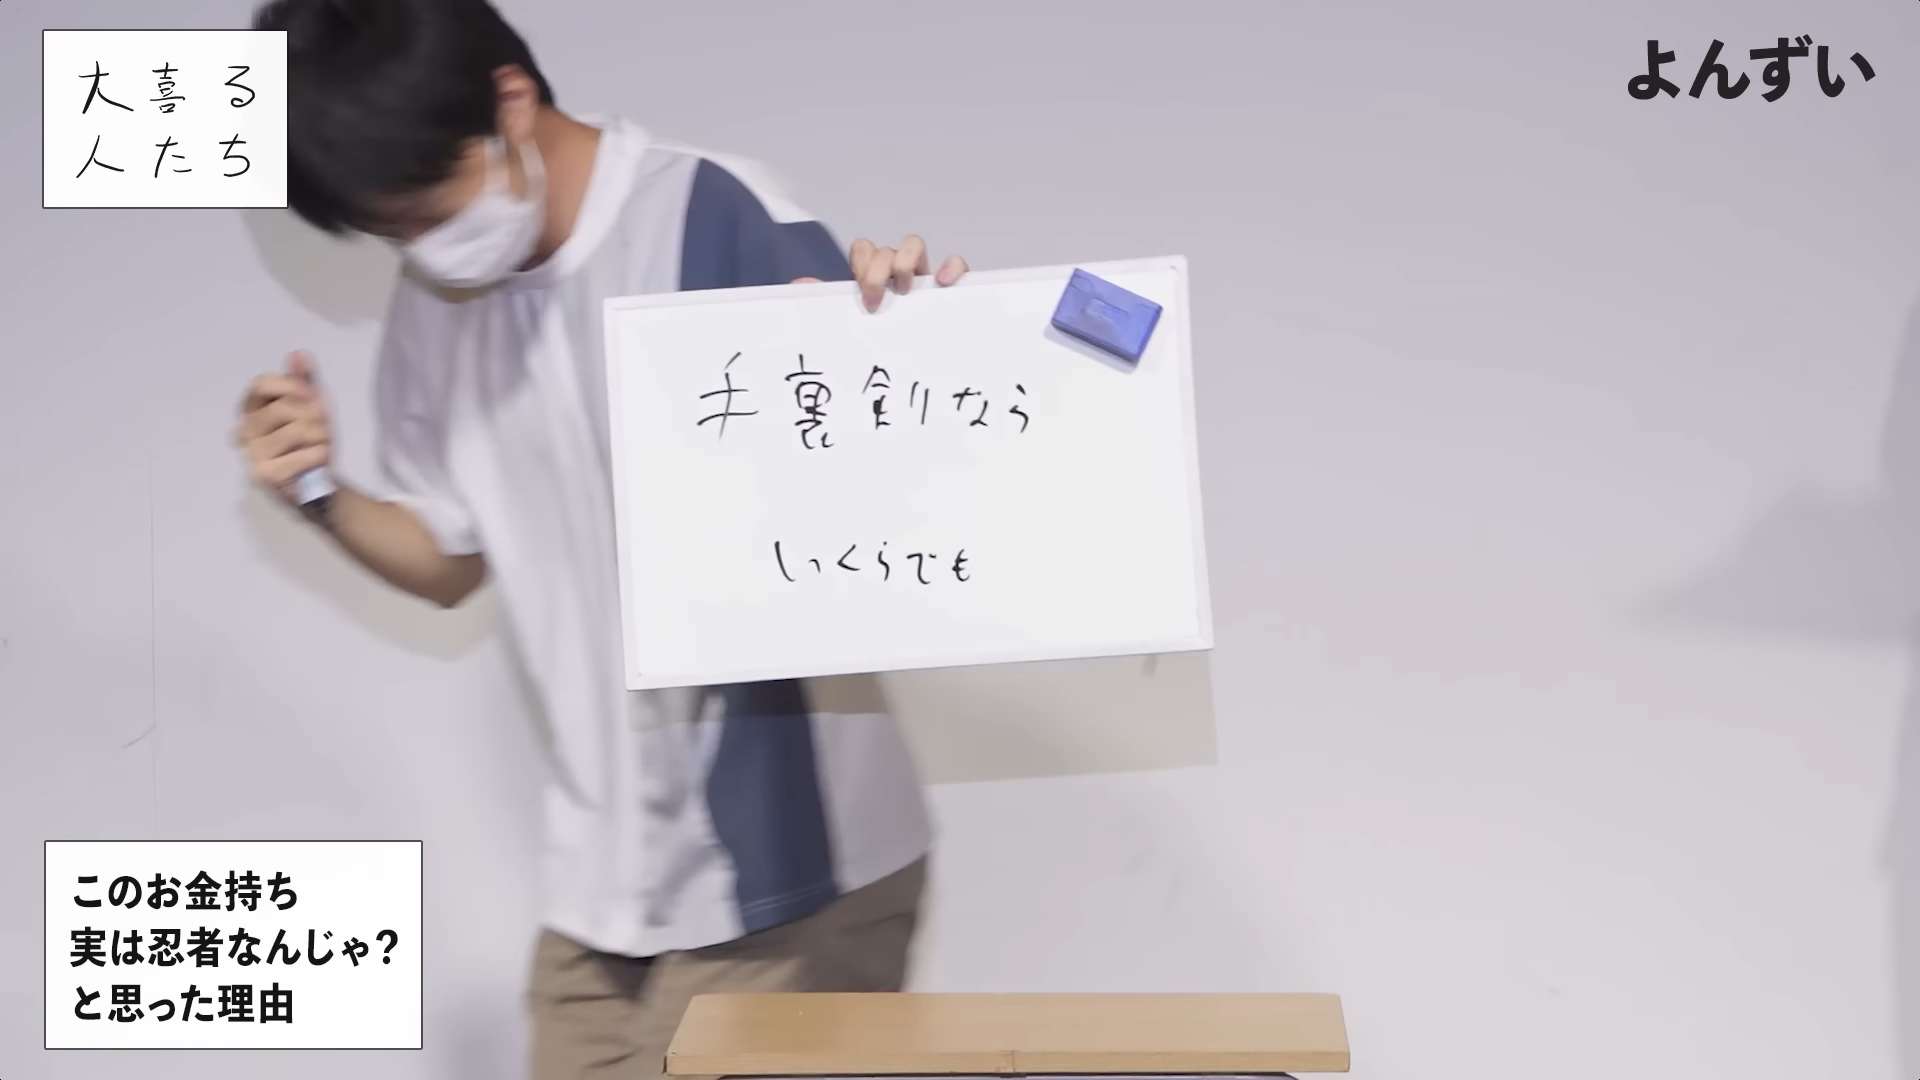 大喜る
人たち
よんずい
手裏剣なら
いくらでも
このお金持ち
実は忍者なんじゃ?
と思った理由